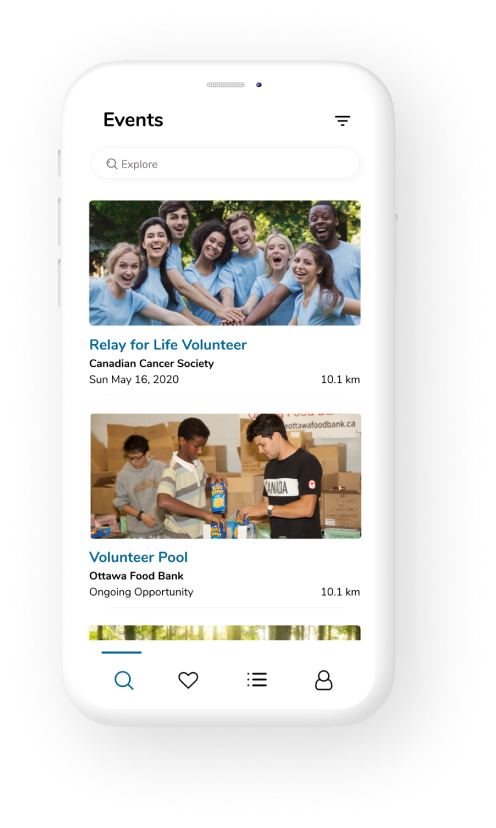 Events
Explore
Relay for Life Volunteer
Canadian Cancer Society
Sun May 16, 2020
10.1 km
ottawafoodbank.ca
CANADA
Volunteer Pool
Ottawa Food Bank
Ongoing Opportunity
10.1 km